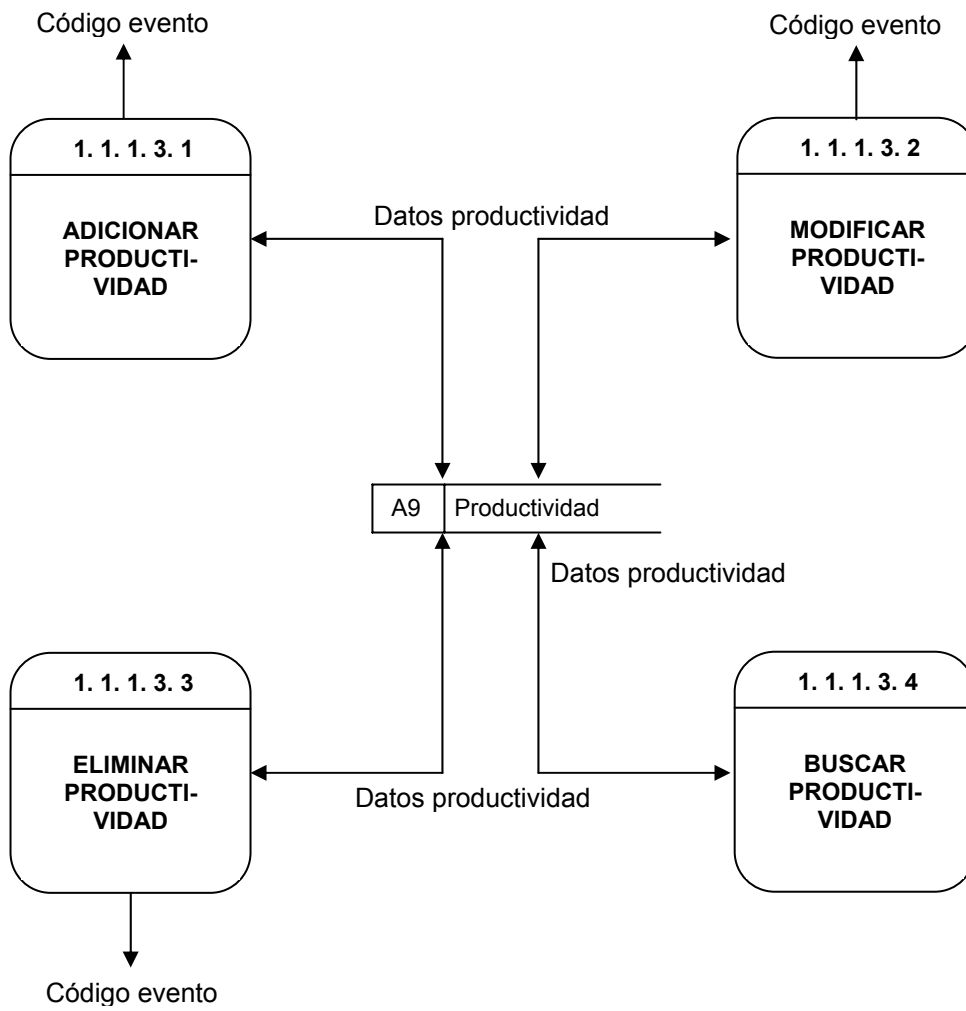 Código evento
Código evento
1. 1. 1. 3. 1
1. 1. 1. 3. 2
ADICIONAR
PRODUCTI-
VIDAD
Datos productividad
MODIFICAR
PRODUCTI-
VIDAD
A9 Productividad
Datos productividad
1. 1. 1. 3. 3
1. 1. 1. 3. 4
ELIMINAR
PRODUCTI-
VIDAD
Datos productividad
BUSCAR
PRODUCTI-
VIDAD
Código evento